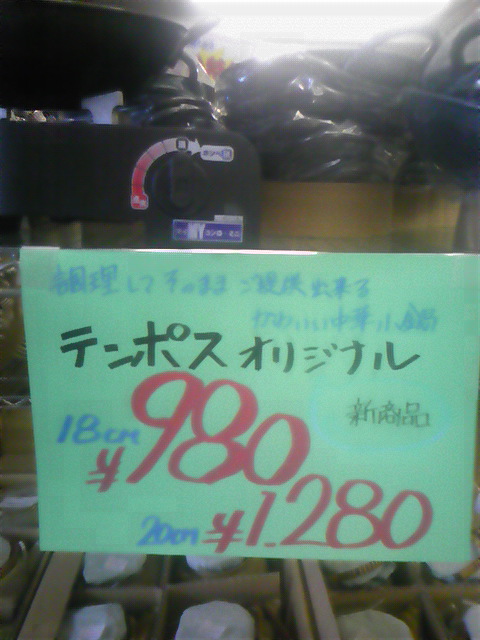 調理してそのままご提供出来る
かわいい中華小鍋
テンポス オリジナル
新商品
18cm ¥980
20cm ¥1.280